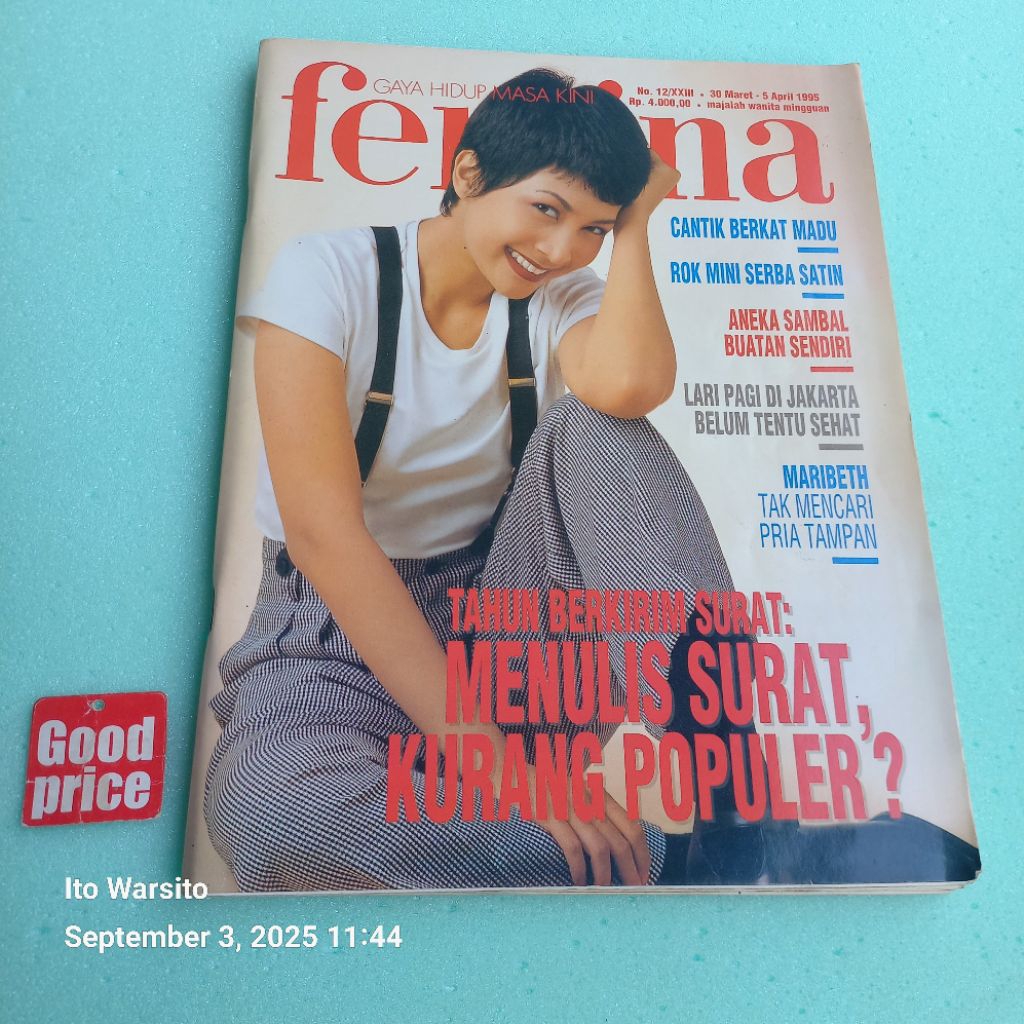 GAYA HIDUP MASA KINI
femina
No. 12/XXIII • 30 Maret - 5 April 1995
Rp. 4.000,00 • majalah wanita mingguan
CANTIK BERKAT MADU
ROK MINI SERBA SATIN
ANEKA SAMBAL
BUATAN SENDIRI
LARI PAGI DI JAKARTA
BELUM TENTU SEHAT
MARIBETH
TAK MENCARI
PRIA TAMPAN
TAHUN BERKIRIM SURAT:
MENULIS SURAT,
KURANG POPULER?
Good
price
Ito Warsito
September 3, 2025 11:44